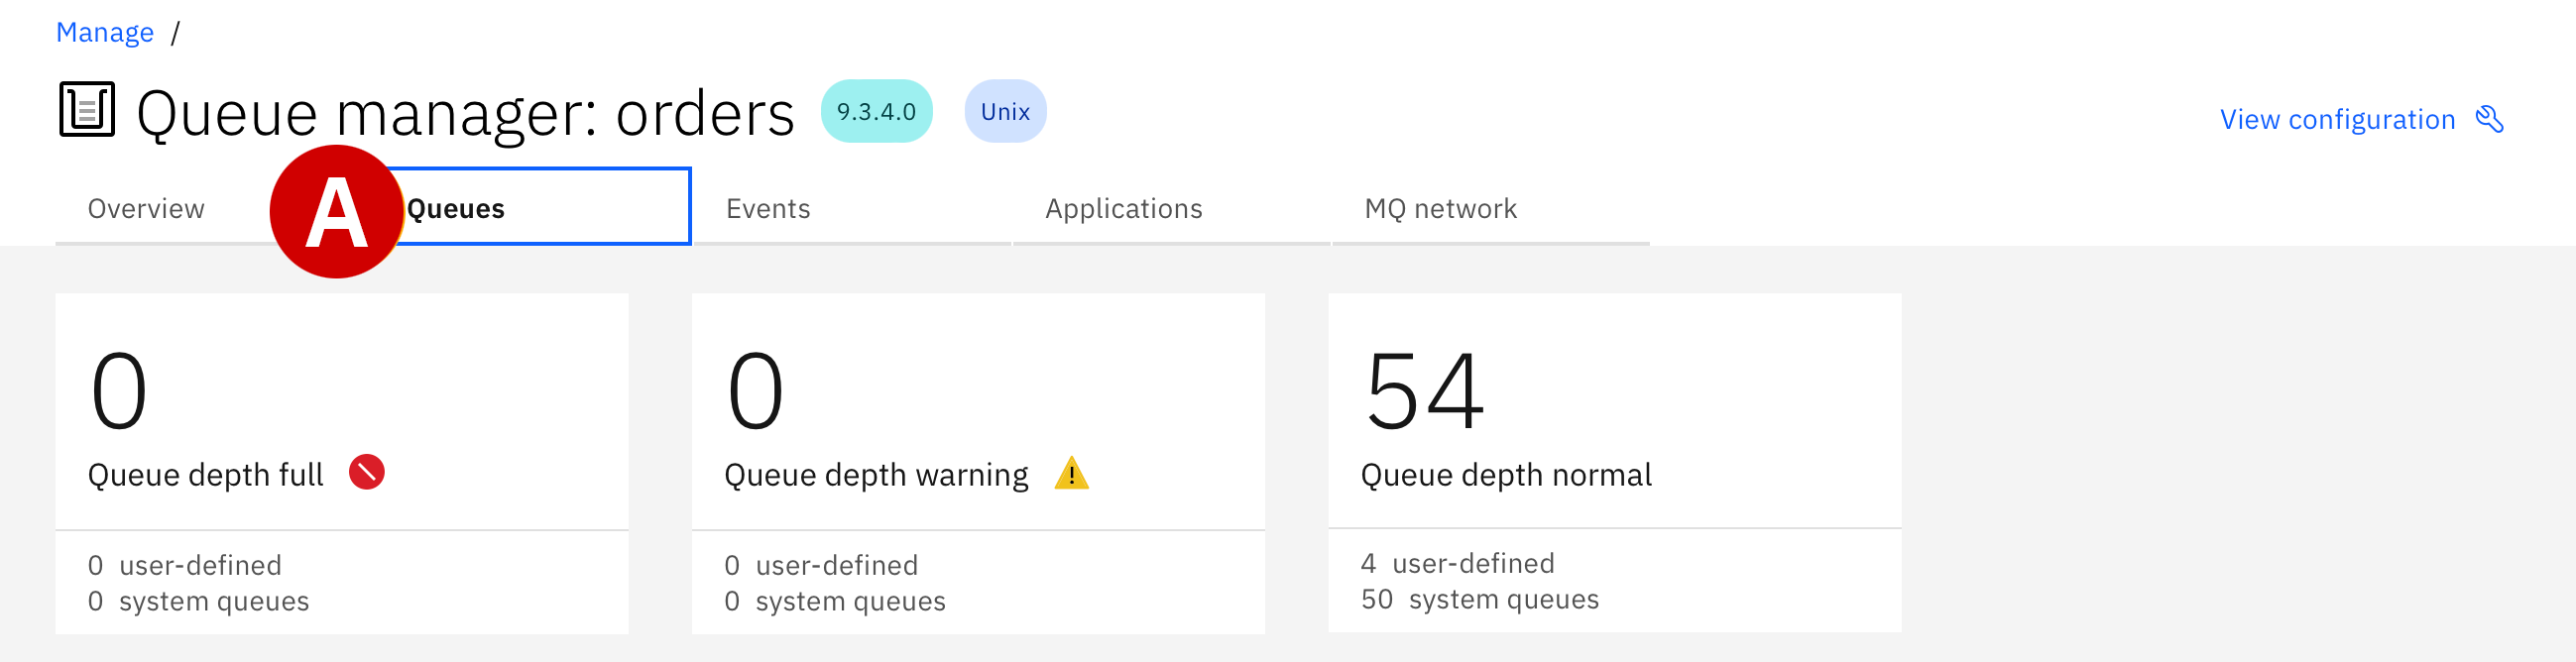 Manage /
Queue manager: orders 9.3.4.0 Unix
View configuration
Overview A Queues Events Applications MQ network
0
Queue depth full
0 user-defined
0 system queues
0
Queue depth warning
0 user-defined
0 system queues
54
Queue depth normal
4 user-defined
50 system queues